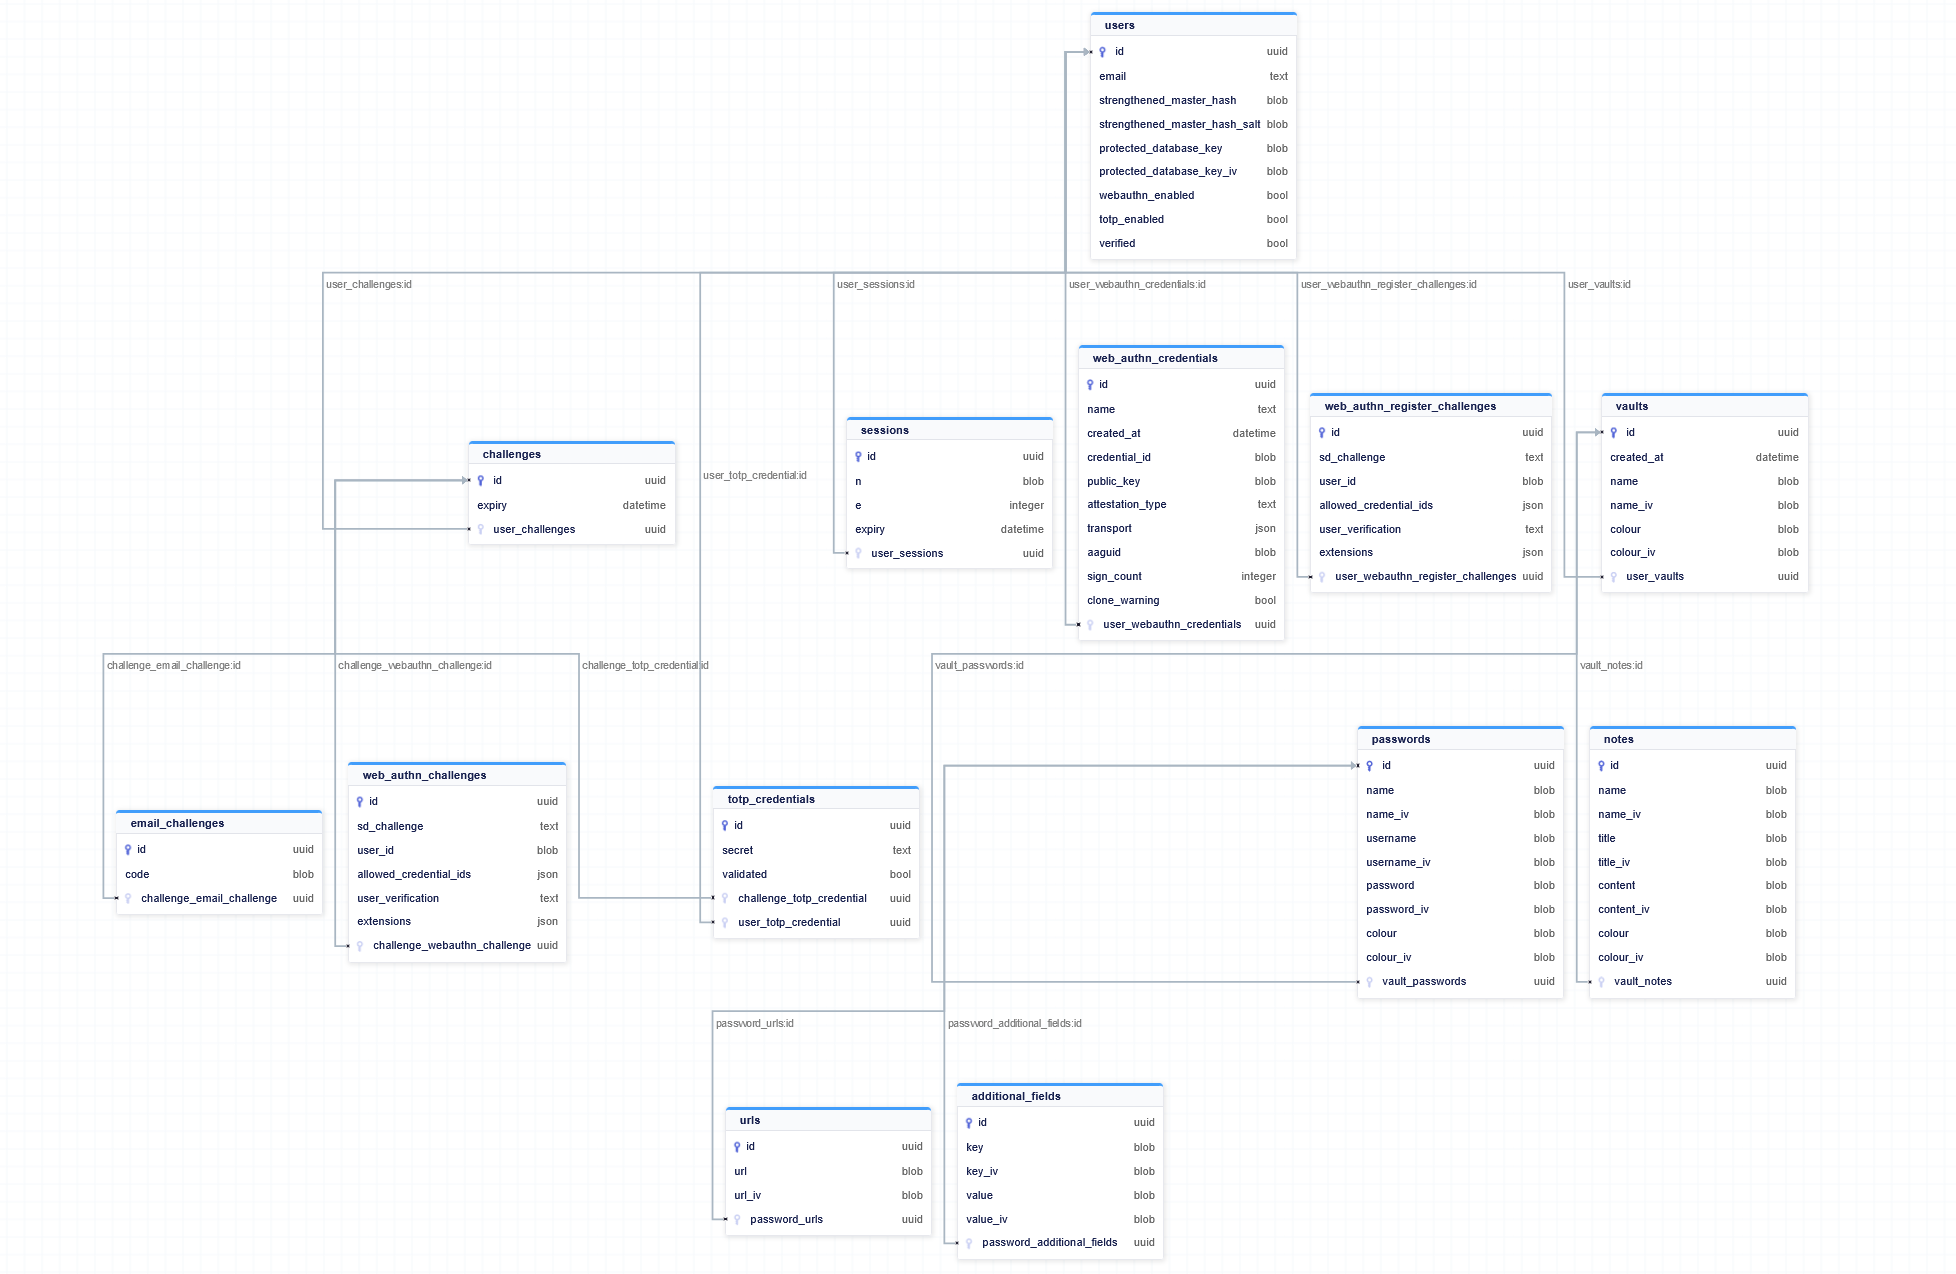 users
id uuid
email text
strengthened_master_hash blob
strengthened_master_hash_salt blob
protected_database_key blob
protected_database_key_iv blob
webauthn_enabled bool
totp_enabled bool
verified bool
user_challenges:id
user_sessions:id
user_webauthn_credentials:id
user_webauthn_register_challenges:id
user_vaults:id
challenges
id uuid
expiry datetime
user_challenges uuid
user_totp_credential:id
sessions
id uuid
n blob
e integer
expiry datetime
user_sessions uuid
web_authn_credentials
id uuid
name text
created_at datetime
credential_id blob
public_key blob
attestation_type text
transport json
aaguid blob
sign_count integer
clone_warning bool
user_webauthn_credentials uuid
web_authn_register_challenges
id uuid
sd_challenge text
user_id blob
allowed_credential_ids json
user_verification text
extensions json
user_webauthn_register_challenges uuid
vaults
id uuid
created_at datetime
name blob
name_iv blob
colour blob
colour_iv blob
user_vaults uuid
challenge_email_challenge:id
challenge_webauthn_challenge:id
challenge_totp_credential:id
vault_passwords:id
vault_notes:id
email_challenges
id uuid
code blob
challenge_email_challenge uuid
web_authn_challenges
id uuid
sd_challenge text
user_id blob
allowed_credential_ids json
user_verification text
extensions json
challenge_webauthn_challenge uuid
totp_credentials
id uuid
secret text
validated bool
challenge_totp_credential uuid
user_totp_credential uuid
passwords
id uuid
name blob
name_iv blob
username blob
username_iv blob
password blob
password_iv blob
colour blob
colour_iv blob
vault_passwords uuid
notes
id uuid
name blob
name_iv blob
title blob
title_iv blob
content blob
content_iv blob
colour blob
colour_iv blob
vault_notes uuid
password_urls:id
password_additional_fields:id
urls
id uuid
url blob
url_iv blob
password_urls uuid
additional_fields
id uuid
key blob
key_iv blob
value blob
value_iv blob
password_additional_fields uuid